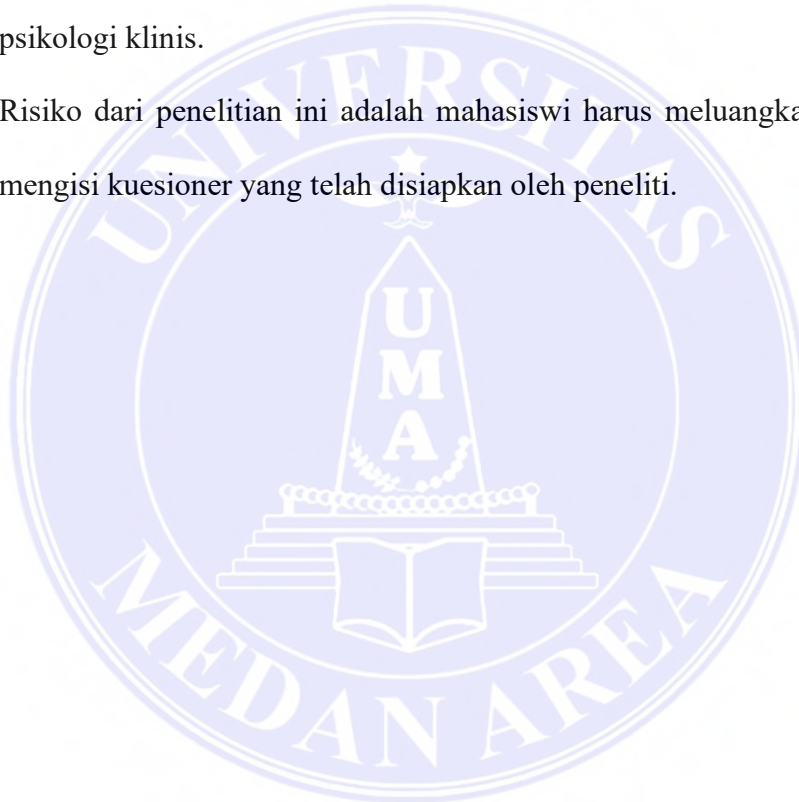 psikologi klinis.
Risiko dari penelitian ini adalah mahasiswi harus meluangka
mengisi kuesioner yang telah disiapkan oleh peneliti.
UNIVERSITAS
U
M
A
MEDAN AREA